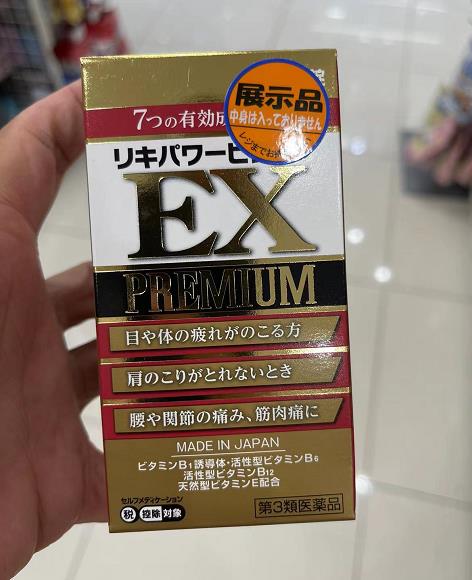 錠
7つの有効成
展示品
中身は入っておりません
レジまでお
リキパワービ
EX
PREMIUM
目や体の疲れがのこる方
肩のこりがとれないとき
腰や関節の痛み、筋肉痛に
MADE IN JAPAN
ビタミンB1誘導体・活性型ビタミンB6
活性型ビタミンB12
天然型ビタミンE配合
セルフメディケーション
税 控除 対象
第3類医薬品